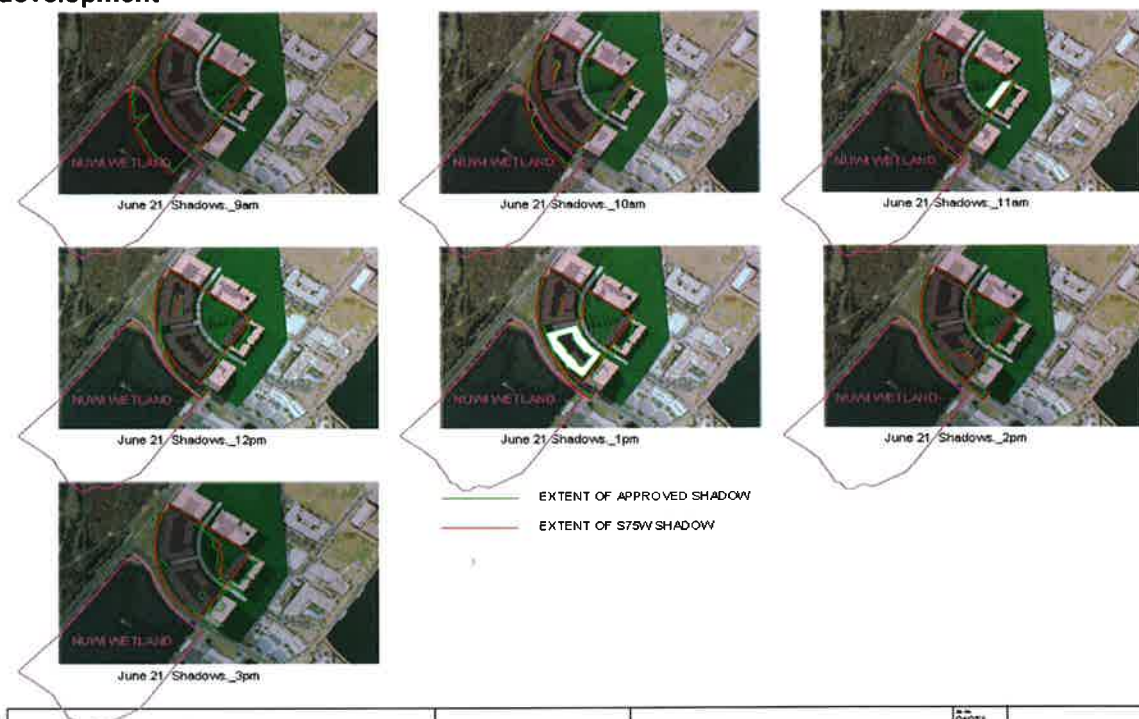 development
NUWI WETLAND
June 21 Shadows._9am
NUWI WETLAND
June 21 Shadows._10am
NUWI WETLAND
June 21 Shadows._11am
NUWI WETLAND
June 21 Shadows._12pm
NUWI WETLAND
June 21 Shadows._1pm
NUWI WETLAND
June 21 Shadows._2pm
EXTENT OF APPROVED SHADOW
EXTENT OF S75W SHADOW
NUWI WETLAND
June 21 Shadows._3pm